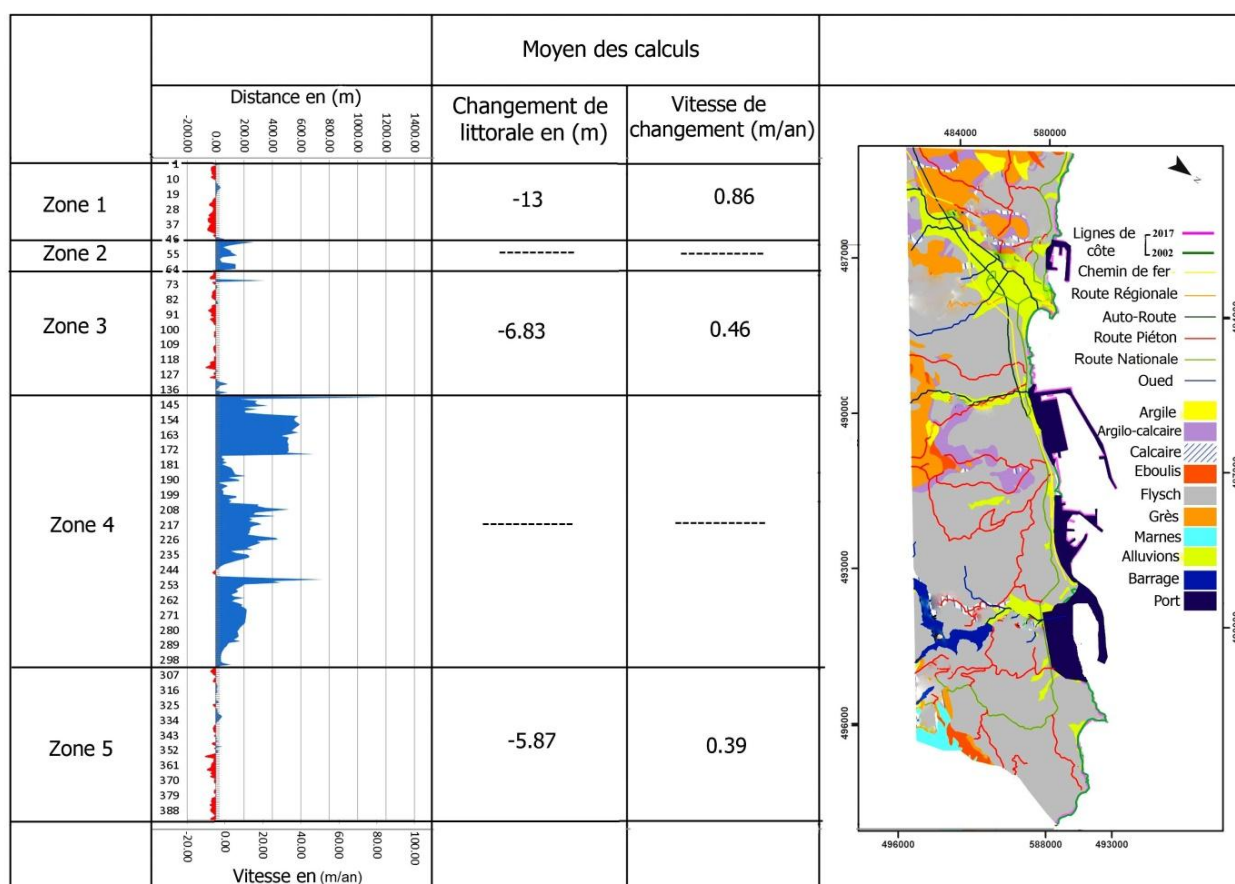 Moyen des calculs
Distance en (m)
-200.00
0.00
200.00
400.00
600.00
800.00
1000.00
1200.00
1400.00
Changement de
littorale en (m)
Vitesse de
changement (m/an)
Zone 1
1
10
19
28
37
46
-13
0.86
Zone 2
55
64
-----------
-----------
Zone 3
73
82
91
100
109
118
127
136
-6.83
0.46
Zone 4
145
154
163
172
181
190
199
208
217
226
235
244
253
262
271
280
289
298
-----------
-----------
Zone 5
307
316
325
334
343
352
361
370
379
388
-5.87
0.39
-20.00
0.00
20.00
40.00
60.00
80.00
100.00
Vitesse en (m/an)
484000
580000
N
487000
490000
493000
496000
Lignes de
côte
2017
2002
Chemin de fer
Route Régionale
Auto-Route
Route Piéton
Route Nationale
Oued
Argile
Argilo-calcaire
Calcaire
Eboulis
Flysch
Grès
Marnes
Alluvions
Barrage
Port
496000
588000
493000